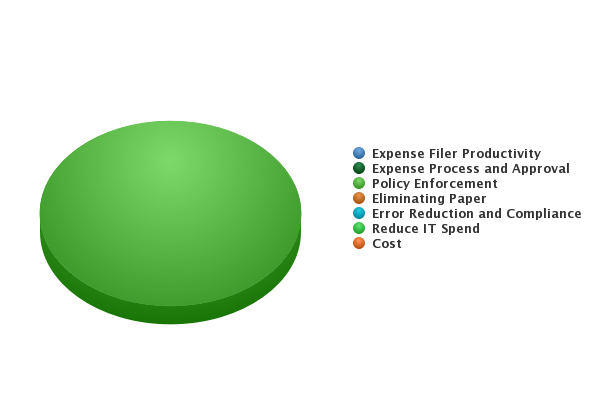 Expense Filer Productivity
Expense Process and Approval
Policy Enforcement
Eliminating Paper
Error Reduction and Compliance
Reduce IT Spend
Cost